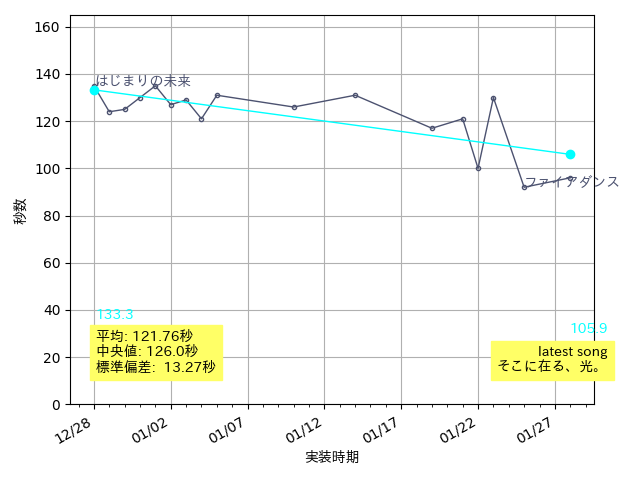 160
140
120
100
80
60
40
20
0
秒数
はじまりの未来
ファイアダンス
133.3
105.9
平均: 121.76秒
中央値: 126.0秒
標準偏差: 13.27秒
latest song
そこに在る、光。
12/28
01/02
01/07
01/12
01/17
01/22
01/27
実装時期